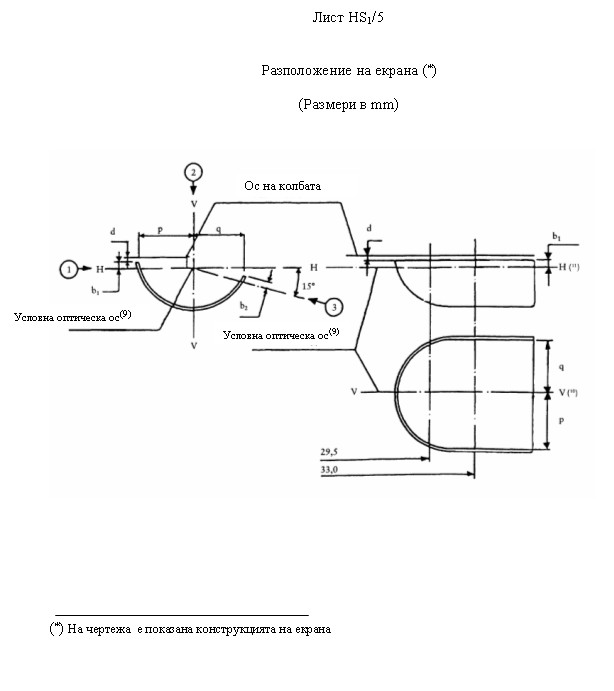 Лист HS1/5
Разположение на екрана (*)
(Размери в mm)
2
V
Ос на колбата
d
p
q
d
b1
1
H
H
H (11)
b1
15°
b2
3
Условна оптическа ос(9)
Условна оптическа ос(9)
V
q
V
V (10)
p
29,5
33,0
(*) На чертежа е показана конструкцията на екрана